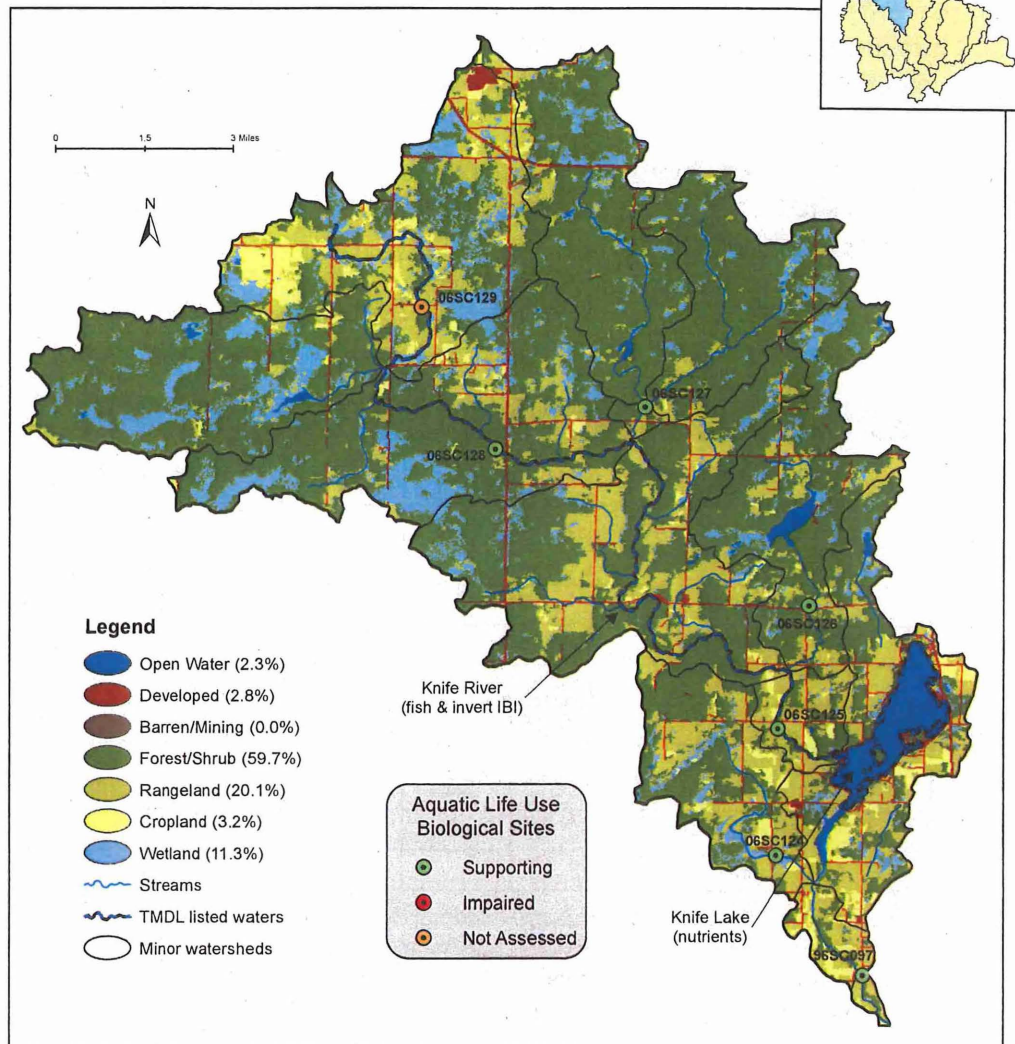 0 1.5 3 Miles
N
06SC129
06SC127
06SC128
06SC126
Knife River
(fish & invert IBI)
06SC125
06SC124
Knife Lake
(nutrients)
96SC097
Legend
Open Water (2.3%)
Developed (2.8%)
Barren/Mining (0.0%)
Forest/Shrub (59.7%)
Rangeland (20.1%)
Cropland (3.2%)
Wetland (11.3%)
Streams
TMDL listed waters
Minor watersheds
Aquatic Life Use
Biological Sites
Supporting
Impaired
Not Assessed